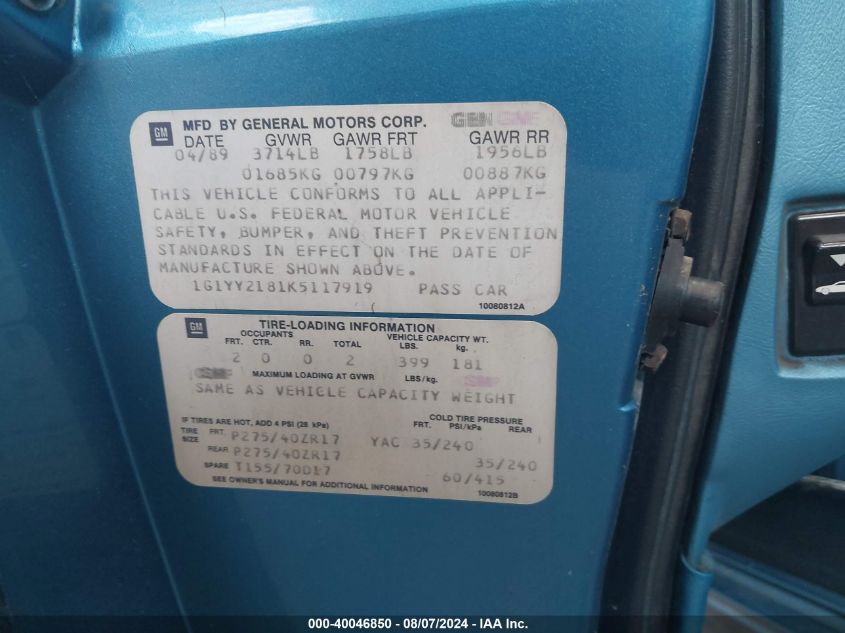 GM MFD BY GENERAL MOTORS CORP. GEN GMF
DATE GVWR GAWR FRT GAWR RR
04/89 3714LB 1758LB 1956LB
01685KG 00797KG 00887KG
THIS VEHICLE CONFORMS TO ALL APPLI-
CABLE U.S. FEDERAL MOTOR VEHICLE
SAFETY, BUMPER, AND THEFT PREVENTION
STANDARDS IN EFFECT ON THE DATE OF
MANUFACTURE SHOWN ABOVE.
1G1YY2181K5117919 PASS CAR
10080812A
GM TIRE-LOADING INFORMATION
OCCUPANTS VEHICLE CAPACITY WT.
FRT. CTR. RR. TOTAL LBS. kg.
2 0 0 2 399 181
MAXIMUM LOADING AT GVWR LBS/kg.
SAME AS VEHICLE CAPACITY WEIGHT
IF TIRES ARE HOT, ADD 4 PSI (28 kPa) COLD TIRE PRESSURE
TIRE SIZE FRT. PSI/kPa REAR
FRT. P275/40ZR17 YAC 35/240
REAR P275/40ZR17 35/240
SPARE T155/70D17 60/415
SEE OWNER'S MANUAL FOR ADDITIONAL INFORMATION 10080812B
000-40046850 - 08/07/2024 - IAA Inc.